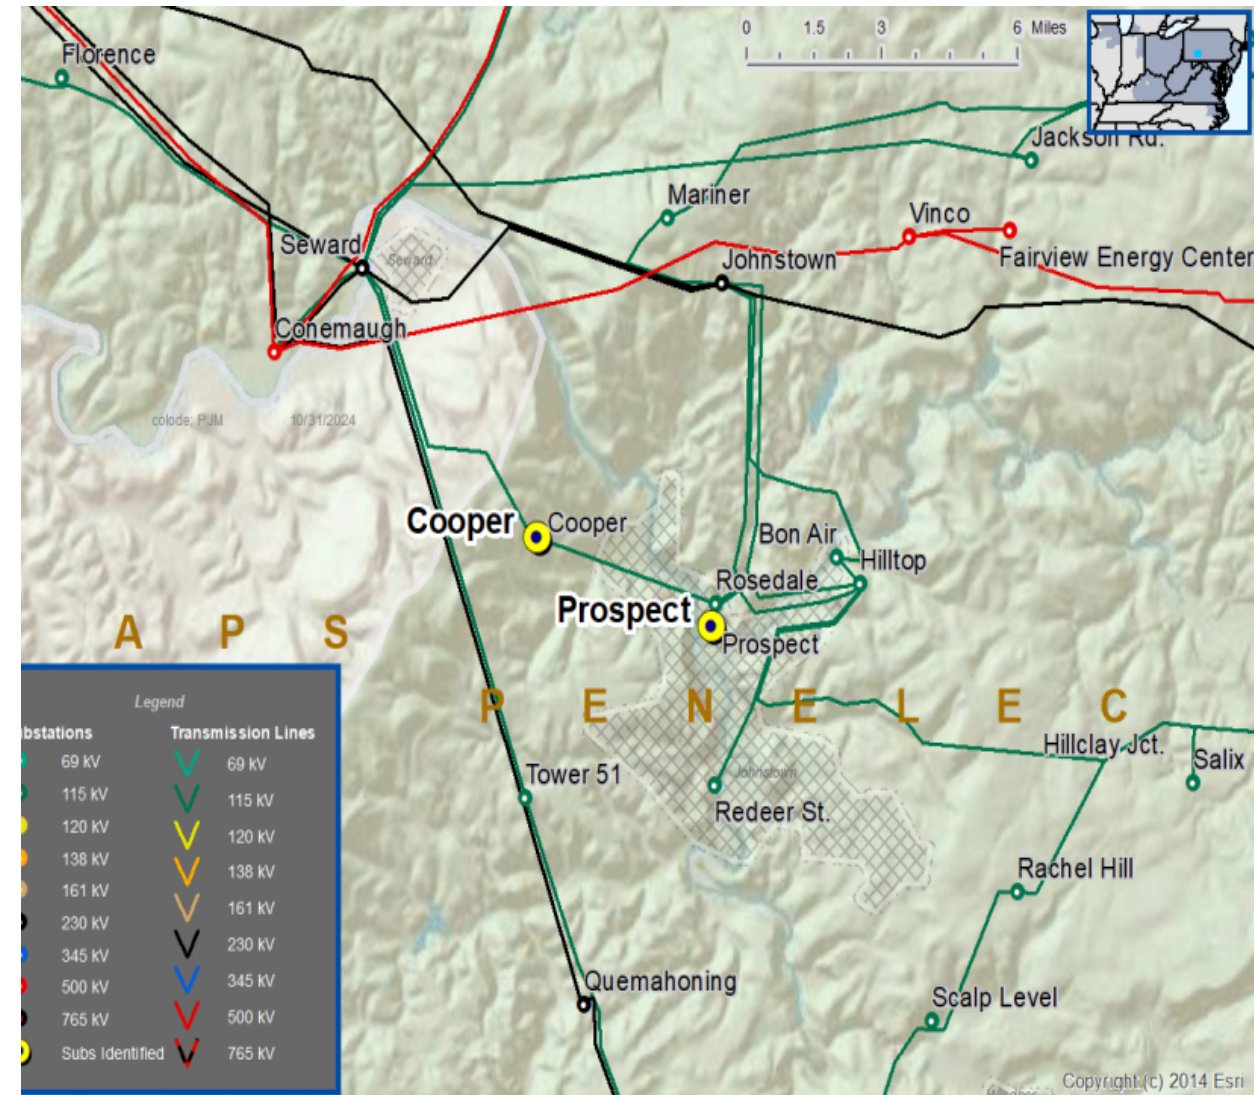 0 1.5 3 6 Miles
Florence
Jackson Rd.
Mariner
Vinco
Seward
Seward
Johnstown
Fairview Energy Center
Conemaugh
colode; PJM 10/31/2024
Cooper
Cooper
Bon Air
Hilltop
Rosedale
Prospect
Prospect
A P S
P E N E L E C
Legend
bstations Transmission Lines
69 kV 69 kV
115 kV 115 kV
120 kV 120 kV
138 kV 138 kV
161 kV 161 kV
230 kV 230 kV
345 kV 345 kV
500 kV 500 kV
765 kV 765 kV
Subs Identified
Hillclay Jct.
Salix
Tower 51
Johnstown
Redeer St.
Rachel Hill
Quemahoning
Scalp Level
Copyright:(c) 2014 Esri